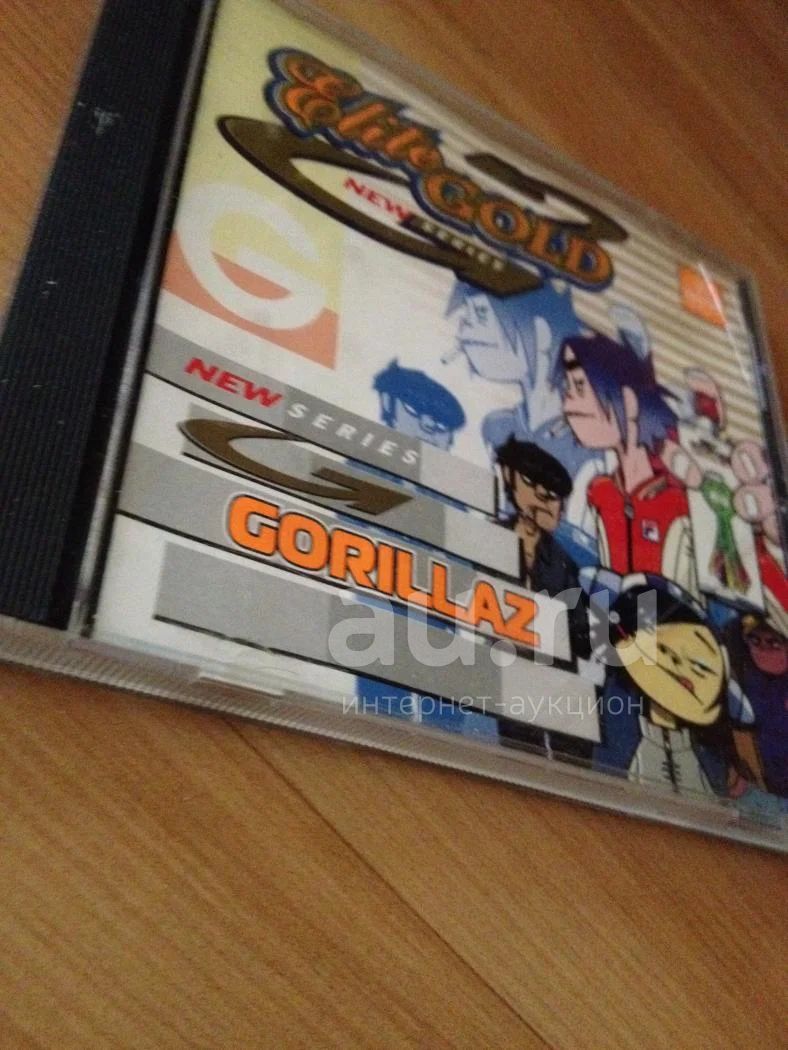 Elite
GOLD
NEW SERIES
G
NEW SERIES
GORILLAZ
au.ru
интернет-аукцион